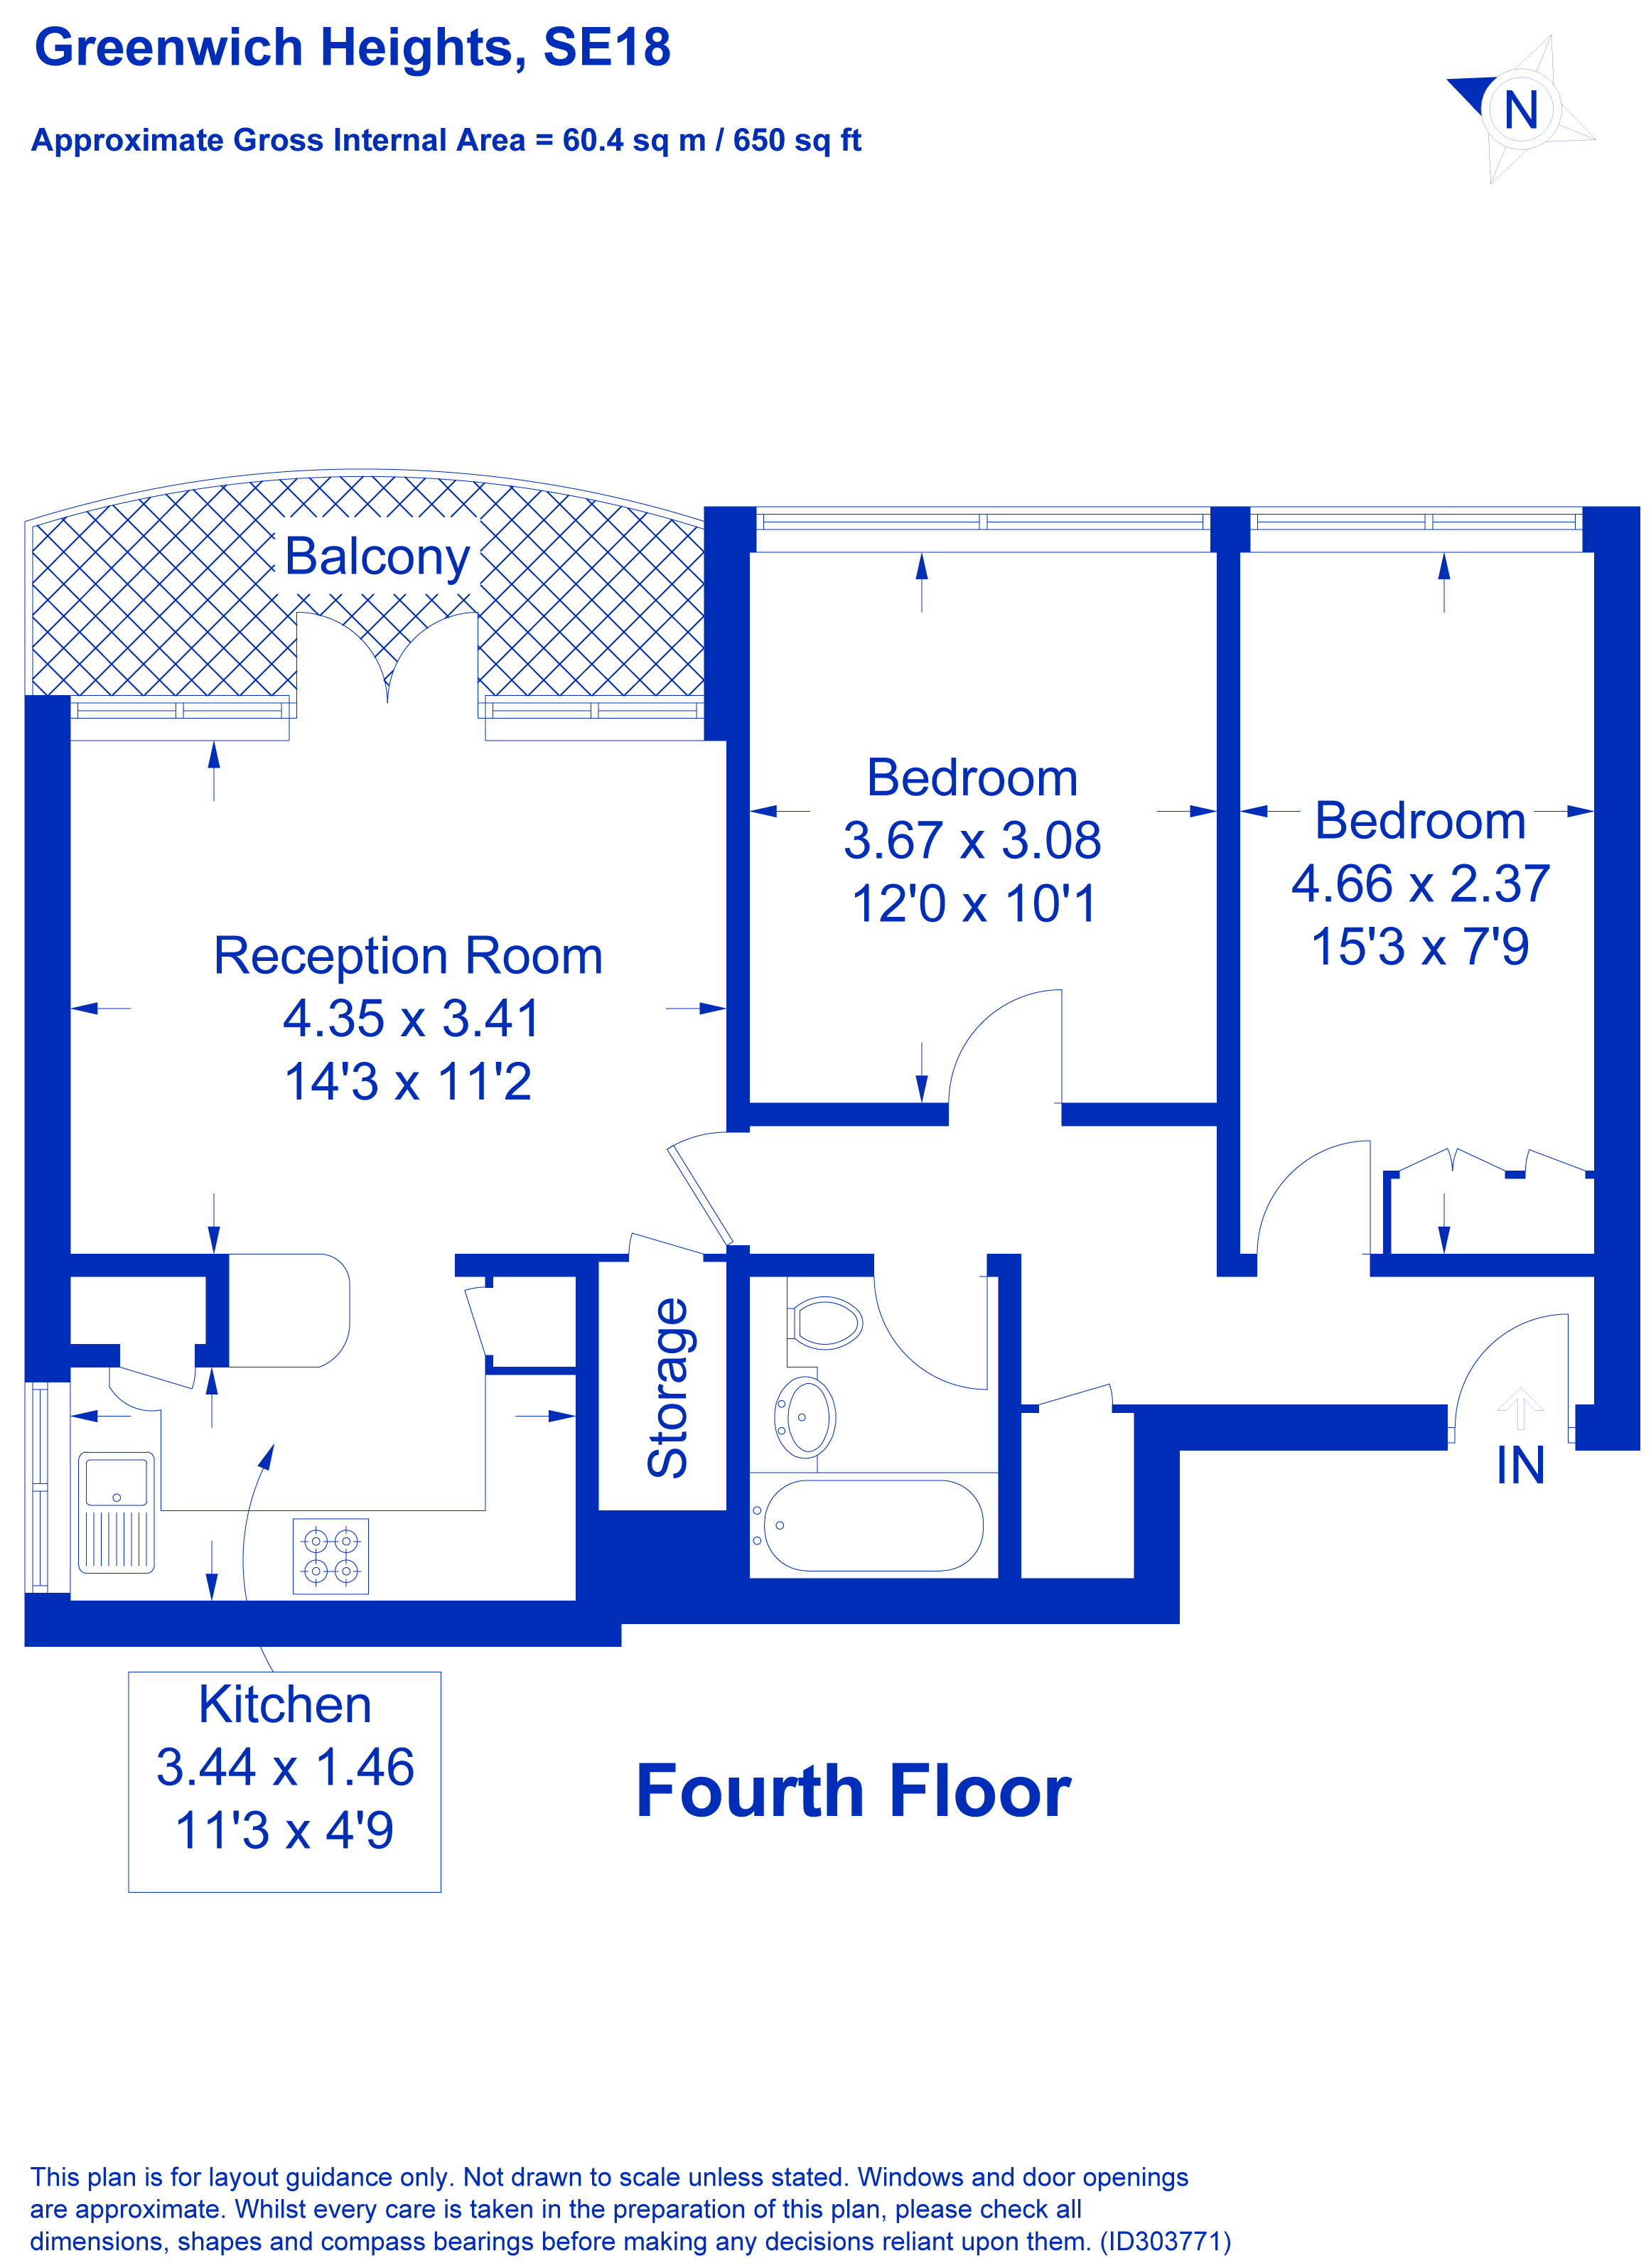 Greenwich Heights, SE18
Approximate Gross Internal Area = 60.4 sq m / 650 sq ft
N
Balcony
Bedroom
3.67 x 3.08
12'0 x 10'1
Bedroom
4.66 x 2.37
15'3 x 7'9
Reception Room
4.35 x 3.41
14'3 x 11'2
Storage
IN
Kitchen
3.44 x 1.46
11'3 x 4'9
Fourth Floor
This plan is for layout guidance only. Not drawn to scale unless stated. Windows and door openings
are approximate. Whilst every care is taken in the preparation of this plan, please check all
dimensions, shapes and compass bearings before making any decisions reliant upon them. (ID303771)